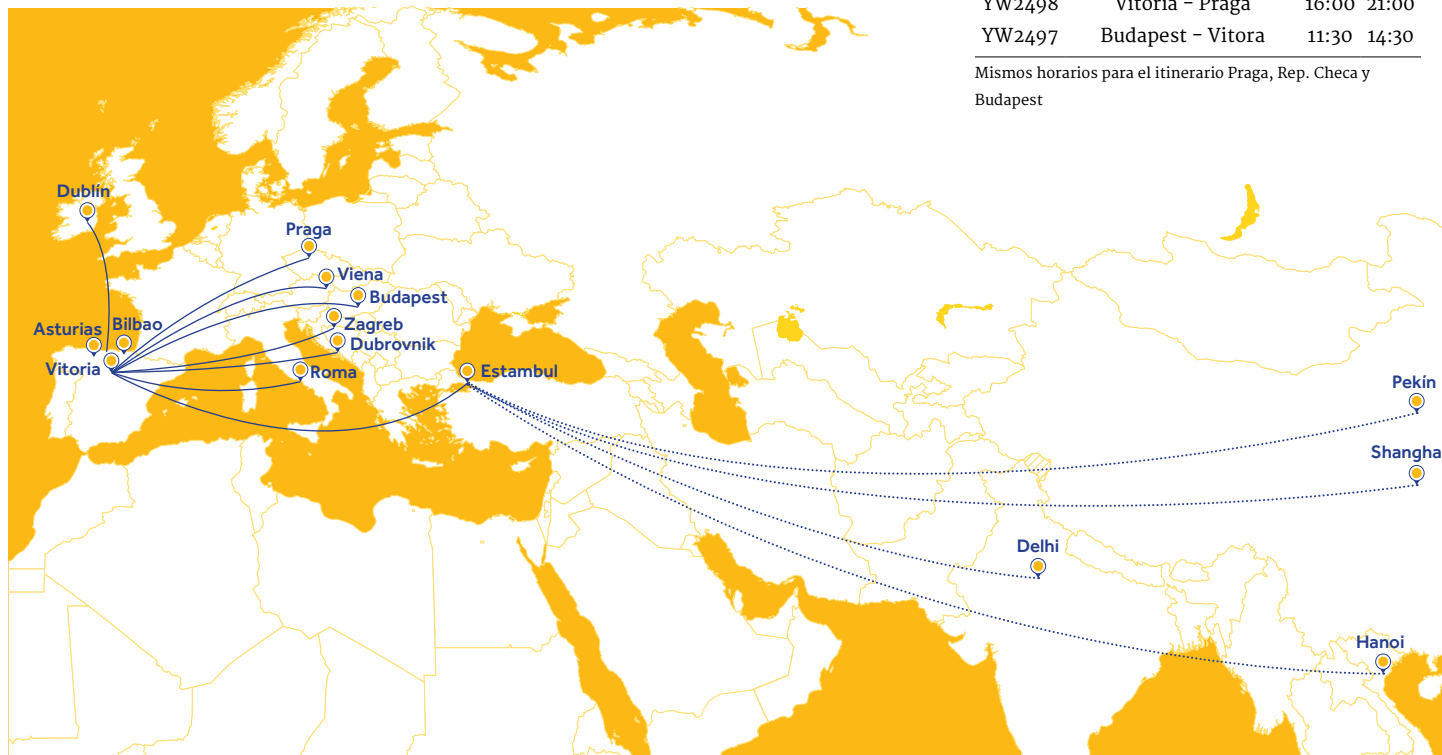 YW2498 Vitoria - Praga 16:00 21:00
YW2497 Budapest - Vitora 11:30 14:30
Mismos horarios para el itinerario Praga, Rep. Checa y
Budapest
Dublín
Praga
Viena
Budapest
Zagreb
Asturias
Bilbao
Dubrovnik
Vitoria
Roma
Estambul
Pekín
Shangha
Delhi
Hanoi